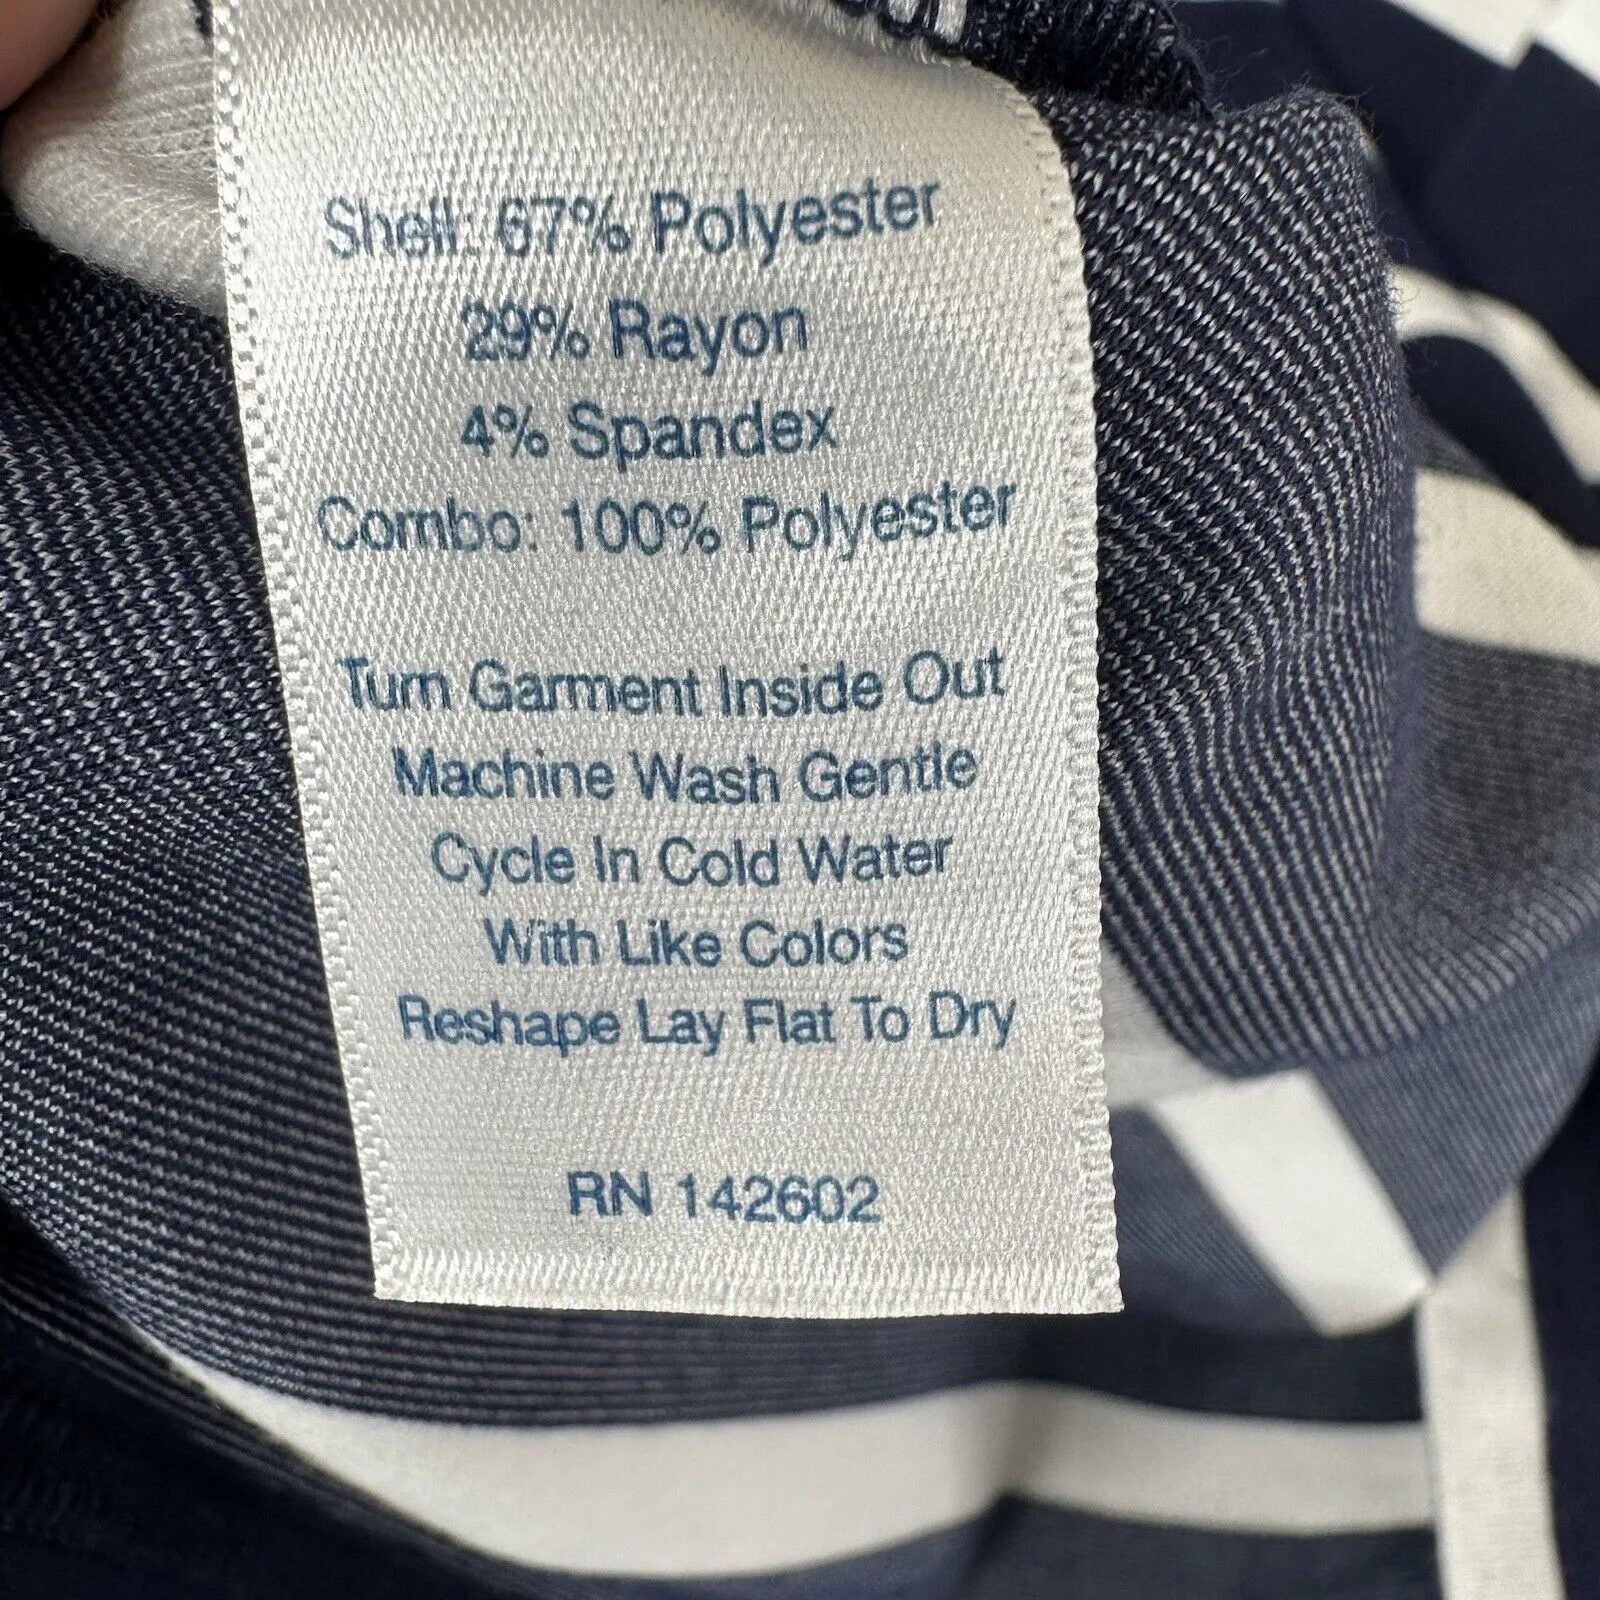 Shell: 67% Polyester
29% Rayon
4% Spandex
Combo: 100% Polyester
Turn Garment Inside Out
Machine Wash Gentle
Cycle In Cold Water
With Like Colors
Reshape Lay Flat To Dry
RN 142602